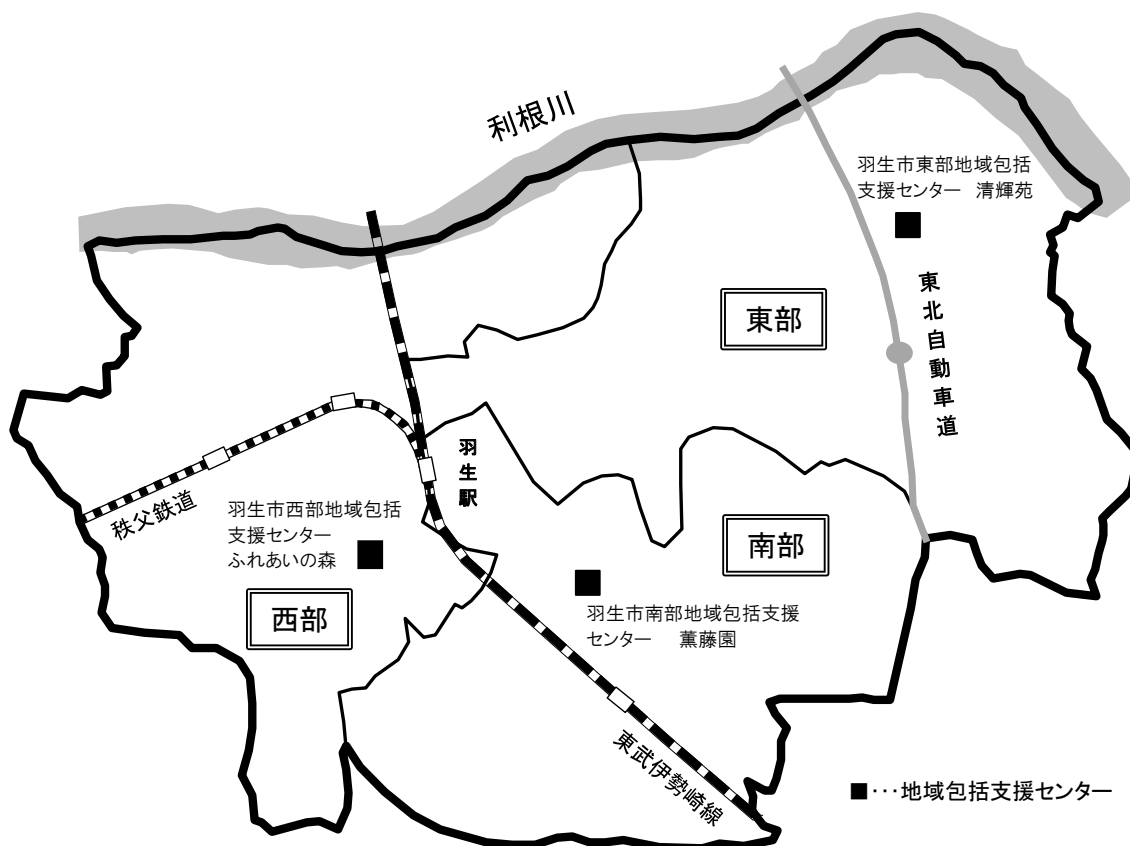 利根川
羽生市東部地域包括
支援センター 清輝苑
東部
東北自動車道
羽生駅
秩父鉄道
羽生市西部地域包括
支援センター
ふれあいの森
西部
南部
羽生市南部地域包括支援
センター 薫藤園
東武伊勢崎線
■･･･地域包括支援センター